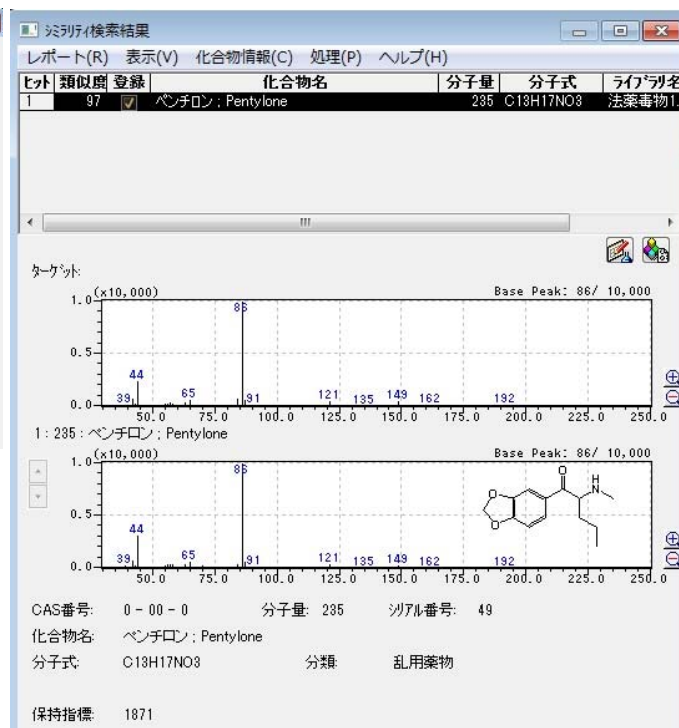 シミラリティ検索結果
レポート(R) 表示(V) 化合物情報(C) 処理(P) ヘルプ(H)
ヒット 類似度 登録 化合物名 分子量 分子式 ライブラリ名
1 97 ペンチロン ; Pentylone 235 C13H17NO3 法薬毒物1.
ターゲット:
(x10,000) Base Peak: 86/ 10,000
1.0
86
0.5
44
0.0 39 65 91 121 135 149 162 192
50.0 75.0 100.0 125.0 150.0 175.0 200.0 225.0 250.0
1 : 235 : ペンチロン ; Pentylone
(x10,000) Base Peak: 86/ 10,000
1.0
86
O H N
0.5 O O
44
0.0 39 65 91 121 135 149 162 192
50.0 75.0 100.0 125.0 150.0 175.0 200.0 225.0 250.0
CAS番号: 0 - 00 - 0 分子量: 235 シリアル番号: 49
化合物名: ペンチロン ; Pentylone
分子式: C13H17NO3 分類: 乱用薬物
保持指標: 1871